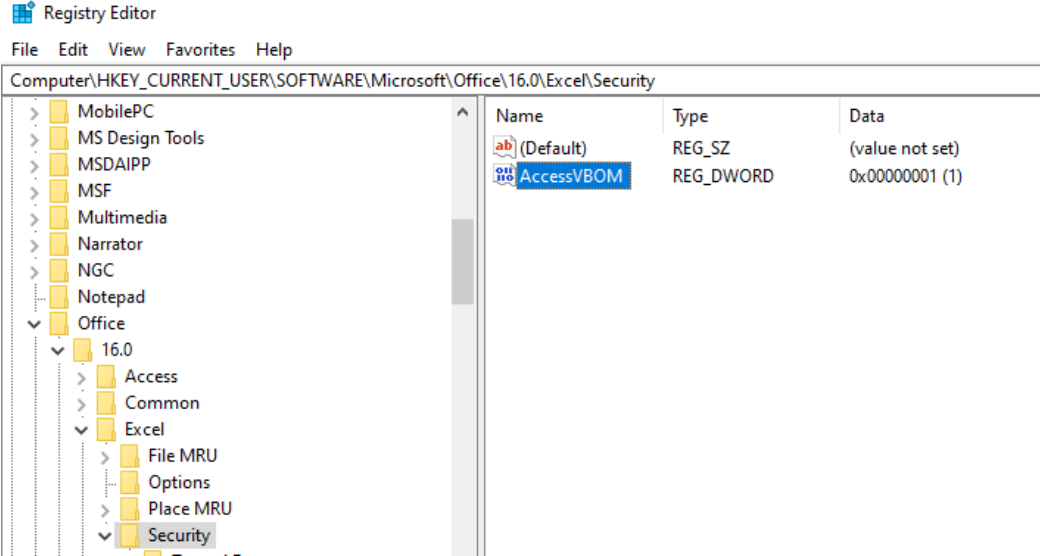 Registry Editor
File Edit View Favorites Help
Computer\HKEY_CURRENT_USER\SOFTWARE\Microsoft\Office\16.0\Excel\Security
MobilePC
MS Design Tools
MSDAIPP
MSF
Multimedia
Narrator
NGC
Notepad
Office
16.0
Access
Common
Excel
File MRU
Options
Place MRU
Security
Name Type Data
(Default) REG_SZ (value not set)
AccessVBOM REG_DWORD 0x00000001 (1)